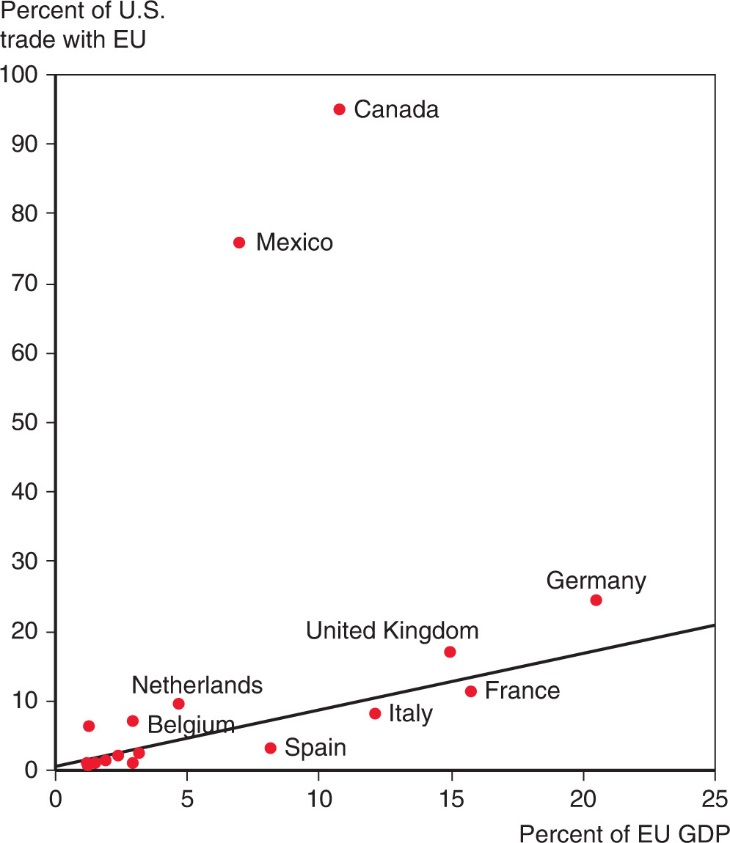 Percent of U.S.
trade with EU
100
90
80
70
60
50
40
30
20
10
0
Canada
Mexico
Germany
United Kingdom
Netherlands
France
Italy
Belgium
Spain
0 5 10 15 20 25
Percent of EU GDP